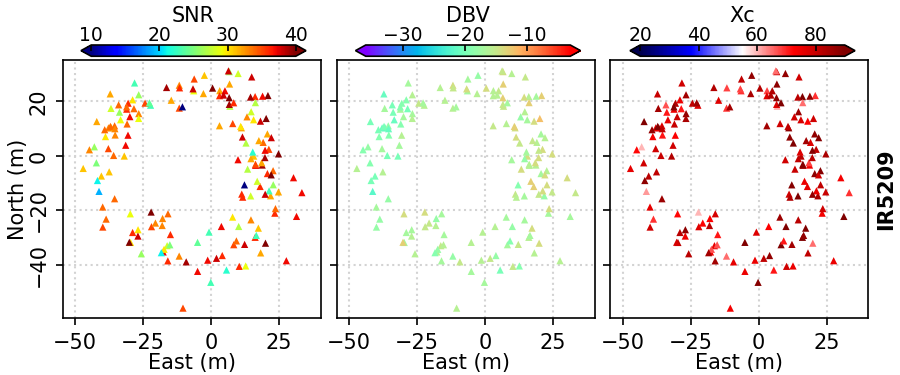 SNR DBV Xc
10 20 30 40 −30 −20 −10 20 40 60 80
20
0
−20
−40
North (m)
IR5209
−50 −25 0 25 −50 −25 0 25 −50 −25 0 25
East (m) East (m) East (m)